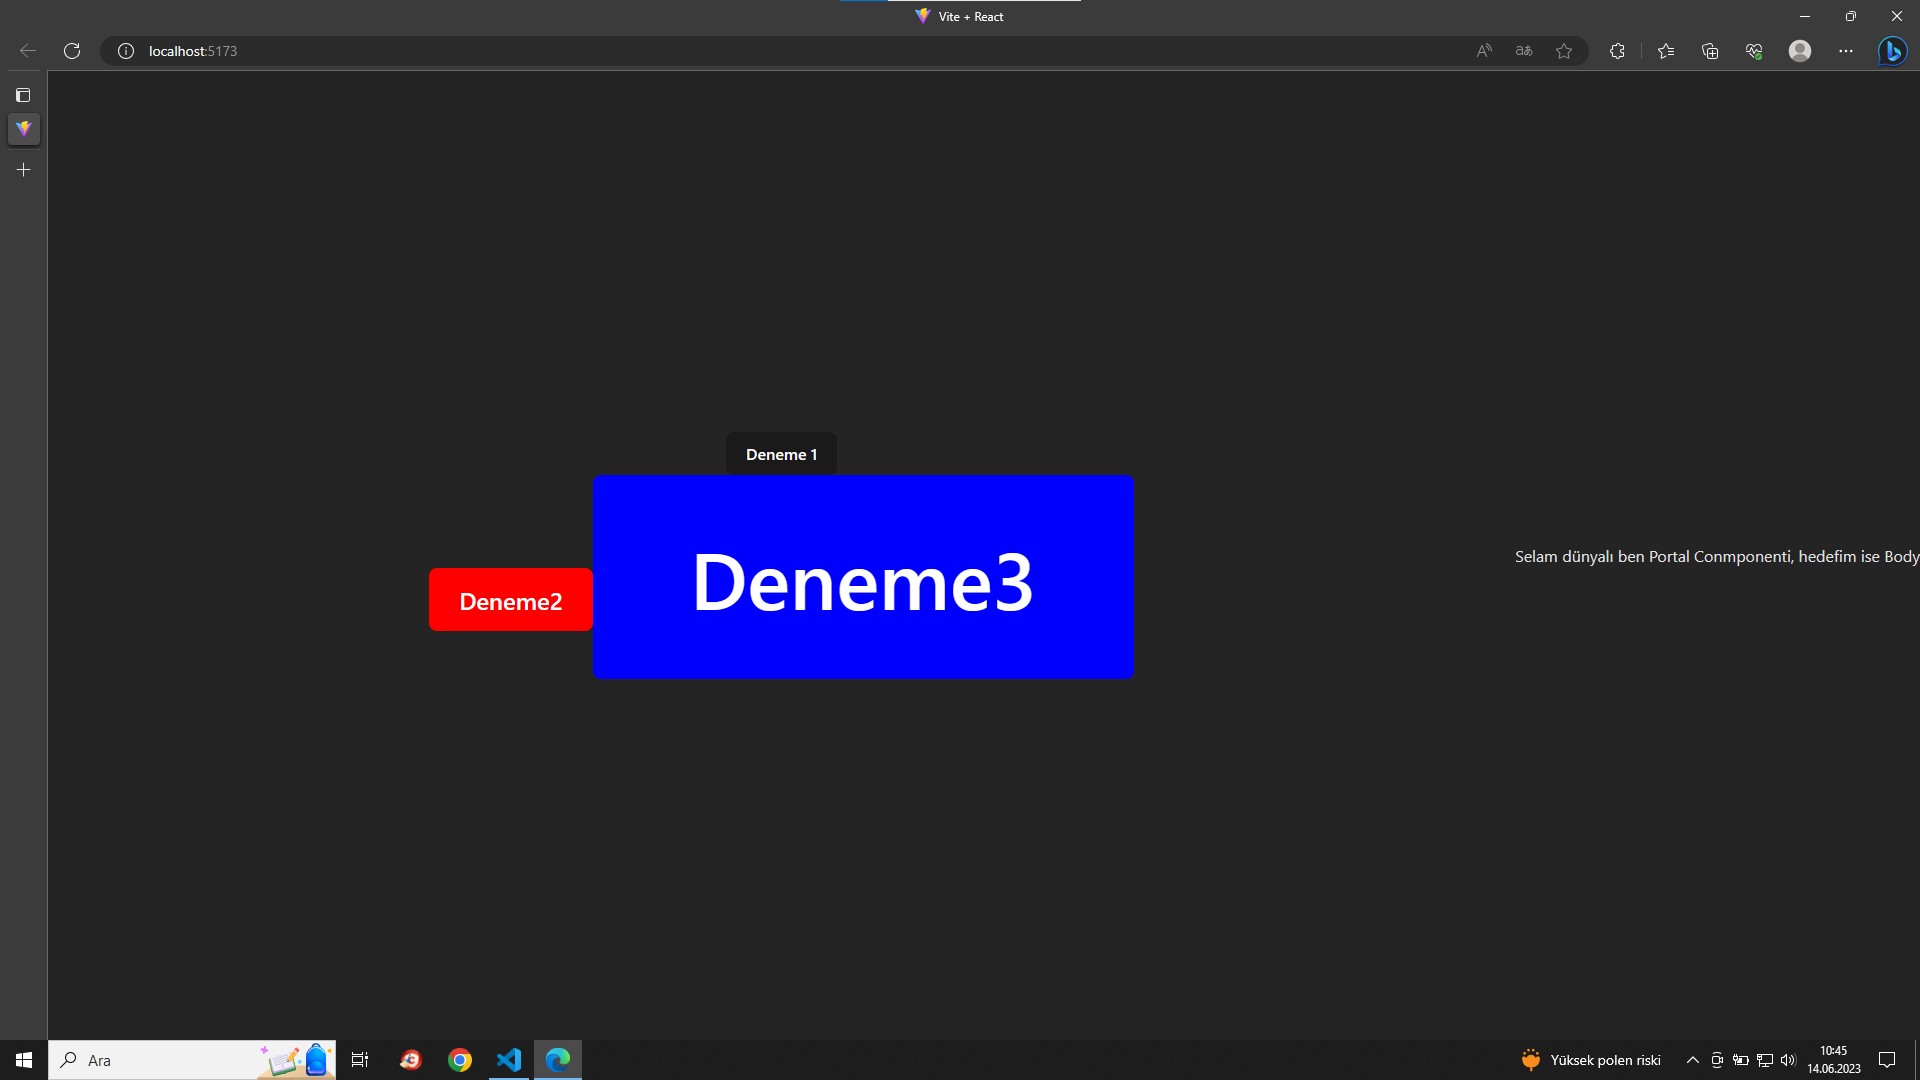 Vite + React
localhost:5173
Deneme 1
Deneme3
Deneme2
Selam dünyalı ben Portal Conmponenti, hedefim ise Body
Ara
Yüksek polen riski
10:45
14.06.2023